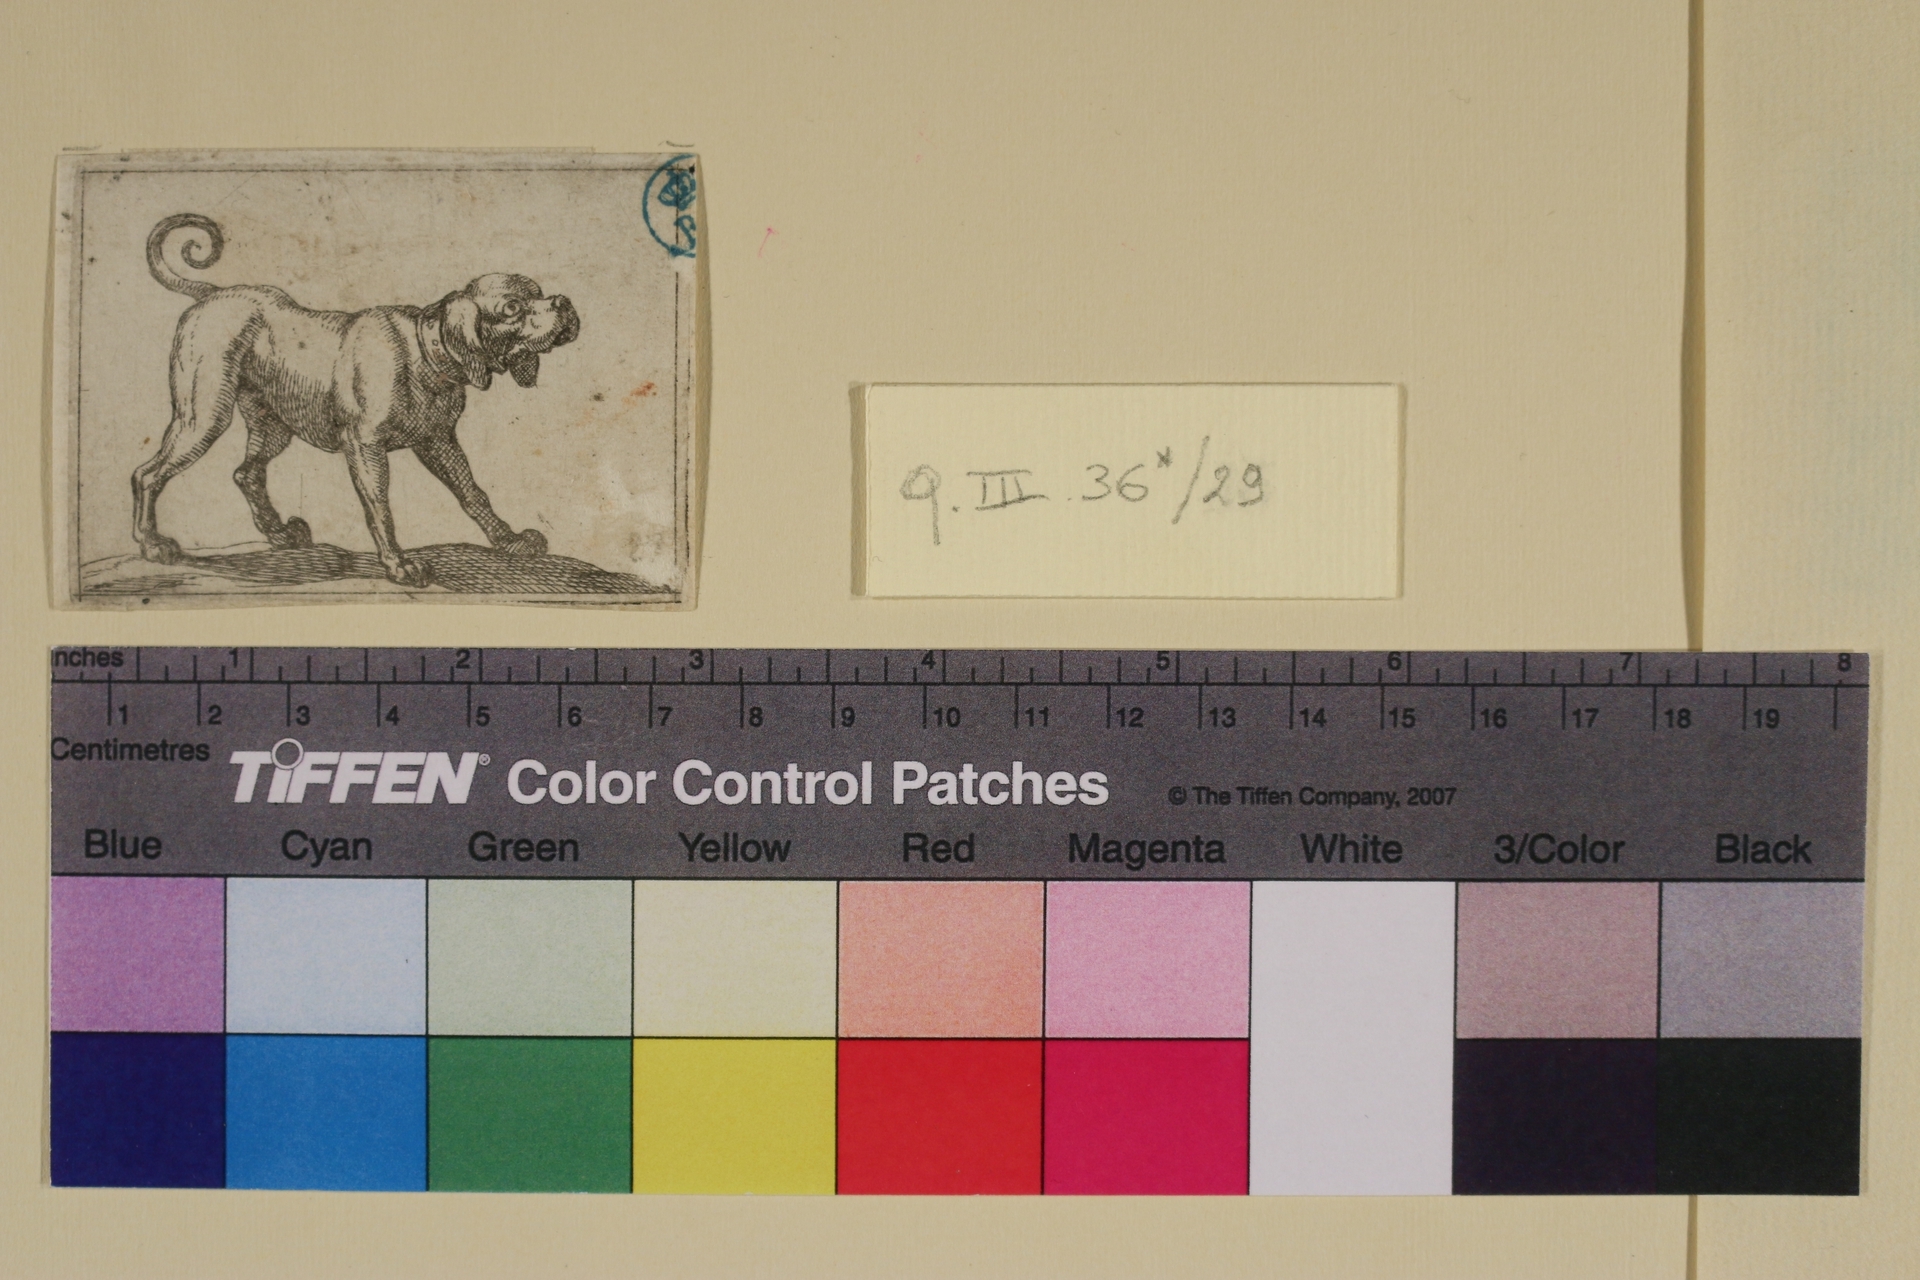 Q. III. 36*/29
inches 1 2 3 4 5 6 7 8
1 2 3 4 5 6 7 8 9 10 11 12 13 14 15 16 17 18 19
Centimetres
TIFFEN® Color Control Patches © The Tiffen Company, 2007
Blue Cyan Green Yellow Red Magenta White 3/Color Black